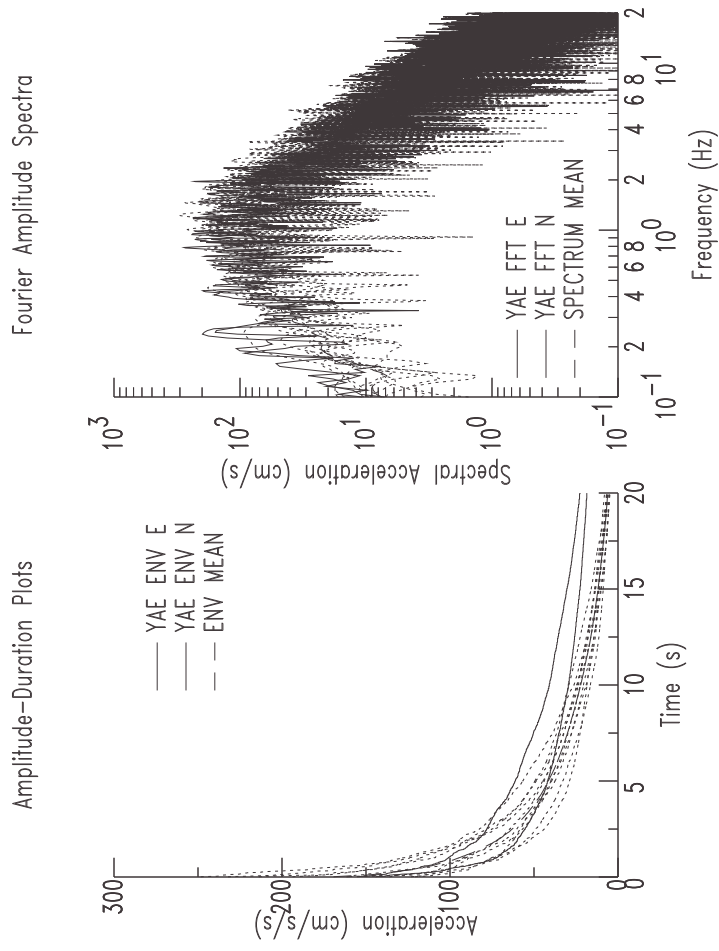 Amplitude-Duration Plots
300
200
100
0
Acceleration (cm/s/s)
YAE ENV E
YAE ENV N
ENV MEAN
0
5
10
15
20
Time (s)
Fourier Amplitude Spectra
10³
10²
10¹
10⁰
10⁻¹
Spectral Acceleration (cm/s)
YAE FFT E
YAE FFT N
SPECTRUM MEAN
10⁻¹
2
4
6
8
10⁰
2
4
6
8
10¹
2
Frequency (Hz)